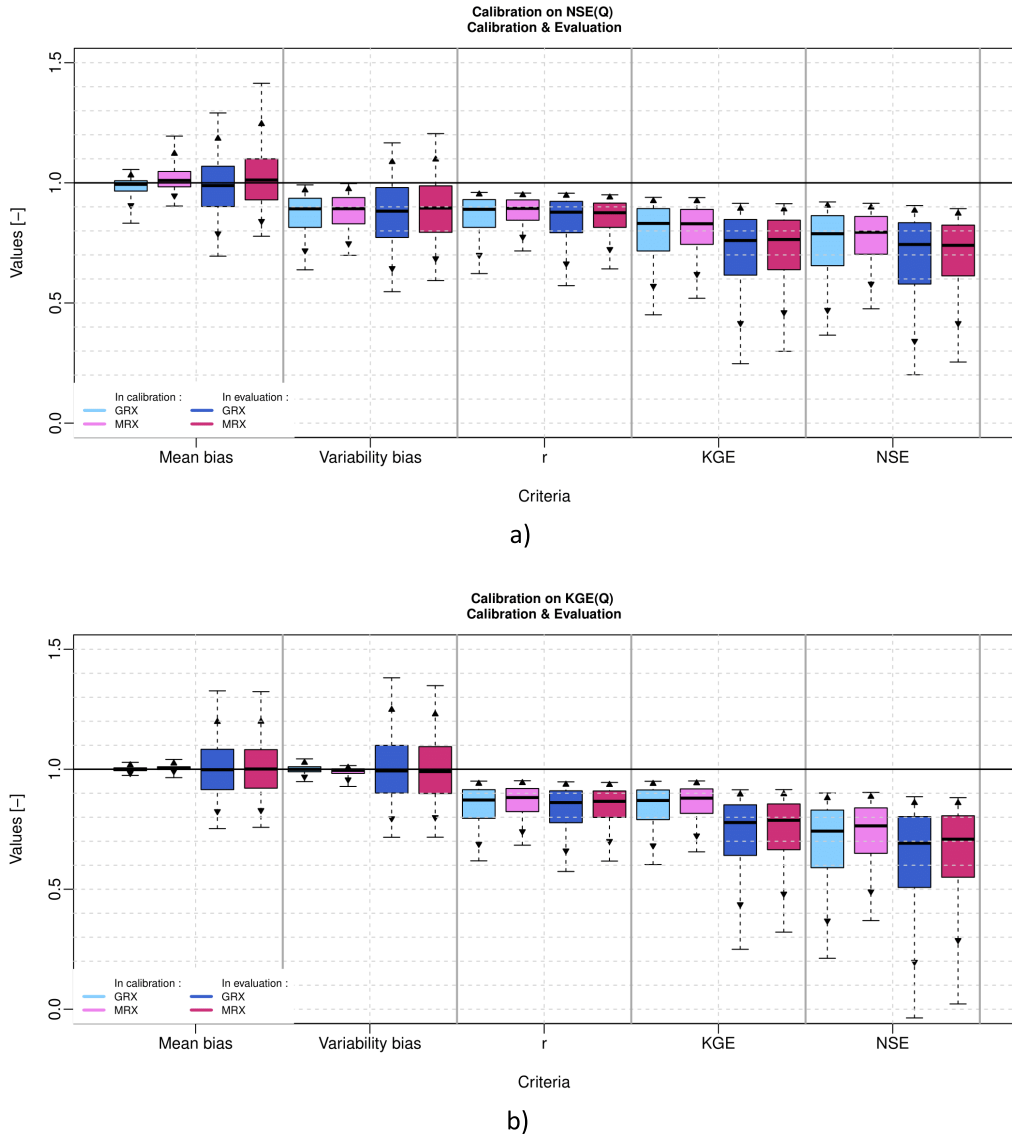 Calibration on NSE(Q)
Calibration & Evaluation
1.5
1.0
0.5
0.0
Values [−]
In calibration :
In evaluation :
GRX
GRX
MRX
MRX
Mean bias
Variability bias
r
KGE
NSE
Criteria
a)
Calibration on KGE(Q)
Calibration & Evaluation
1.5
1.0
0.5
0.0
Values [−]
In calibration :
In evaluation :
GRX
GRX
MRX
MRX
Mean bias
Variability bias
r
KGE
NSE
Criteria
b)